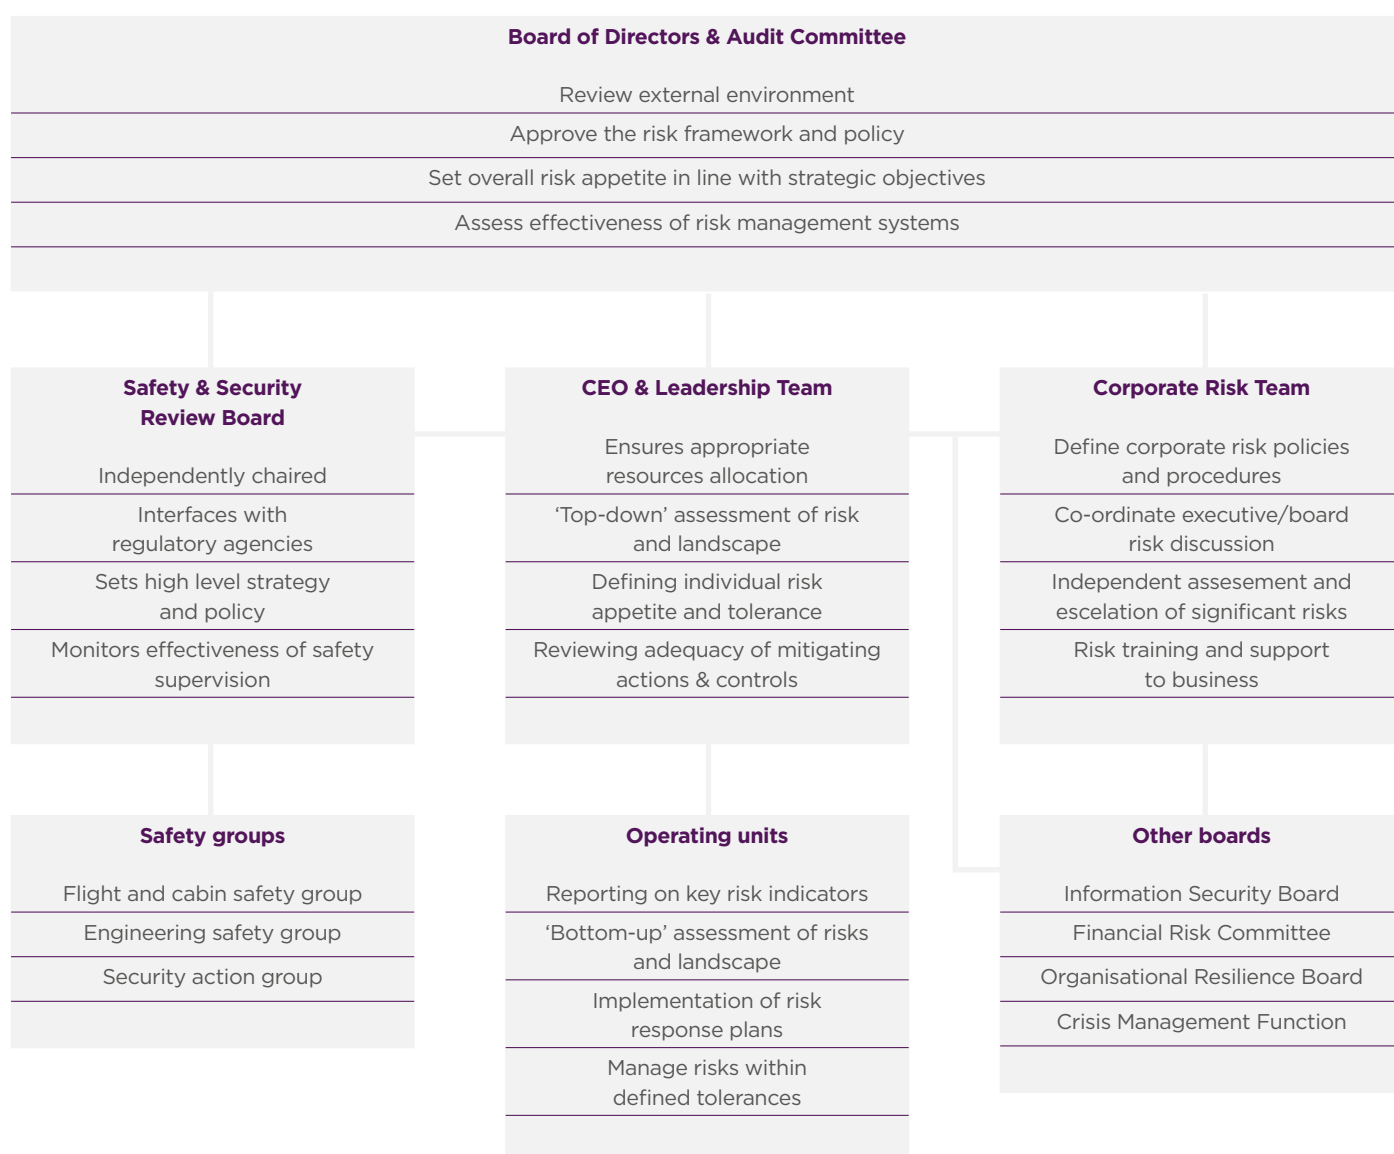 Board of Directors & Audit Committee
Review external environment
Approve the risk framework and policy
Set overall risk appetite in line with strategic objectives
Assess effectiveness of risk management systems
Safety & Security
Review Board
Independently chaired
Interfaces with
regulatory agencies
Sets high level strategy
and policy
Monitors effectiveness of safety
supervision
CEO & Leadership Team
Ensures appropriate
resources allocation
‘Top-down’ assessment of risk
and landscape
Defining individual risk
appetite and tolerance
Reviewing adequacy of mitigating
actions & controls
Corporate Risk Team
Define corporate risk policies
and procedures
Co-ordinate executive/board
risk discussion
Independent assesement and
escelation of significant risks
Risk training and support
to business
Safety groups
Flight and cabin safety group
Engineering safety group
Security action group
Operating units
Reporting on key risk indicators
‘Bottom-up’ assessment of risks
and landscape
Implementation of risk
response plans
Manage risks within
defined tolerances
Other boards
Information Security Board
Financial Risk Committee
Organisational Resilience Board
Crisis Management Function